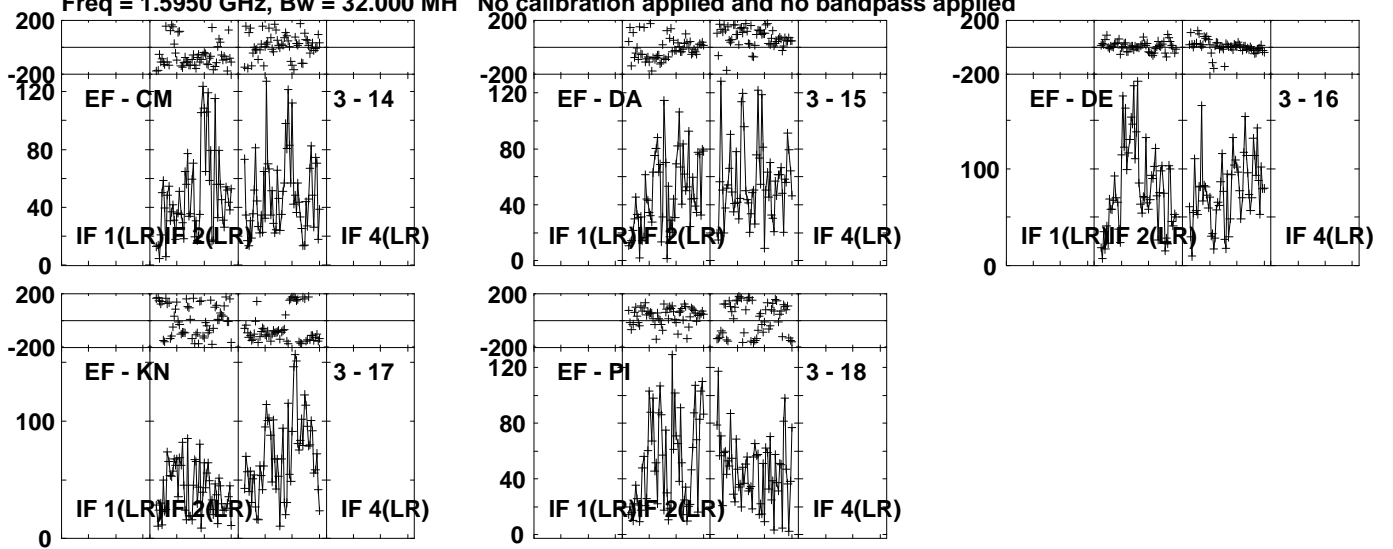 Freq = 1.5950 GHz, Bw = 32.000 MH No calibration applied and no bandpass applied
200
-200
120
80
40
0
EF - CM
3 - 14
IF 1(LR)
IF 2(LR)
IF 4(LR)
200
-200
120
80
40
0
EF - DA
3 - 15
IF 1(LR)
IF 2(LR)
IF 4(LR)
200
-200
100
0
EF - DE
3 - 16
IF 1(LR)
IF 2(LR)
IF 4(LR)
200
-200
100
0
EF - KN
3 - 17
IF 1(LR)
IF 2(LR)
IF 4(LR)
200
-200
120
80
40
0
EF - PI
3 - 18
IF 1(LR)
IF 2(LR)
IF 4(LR)